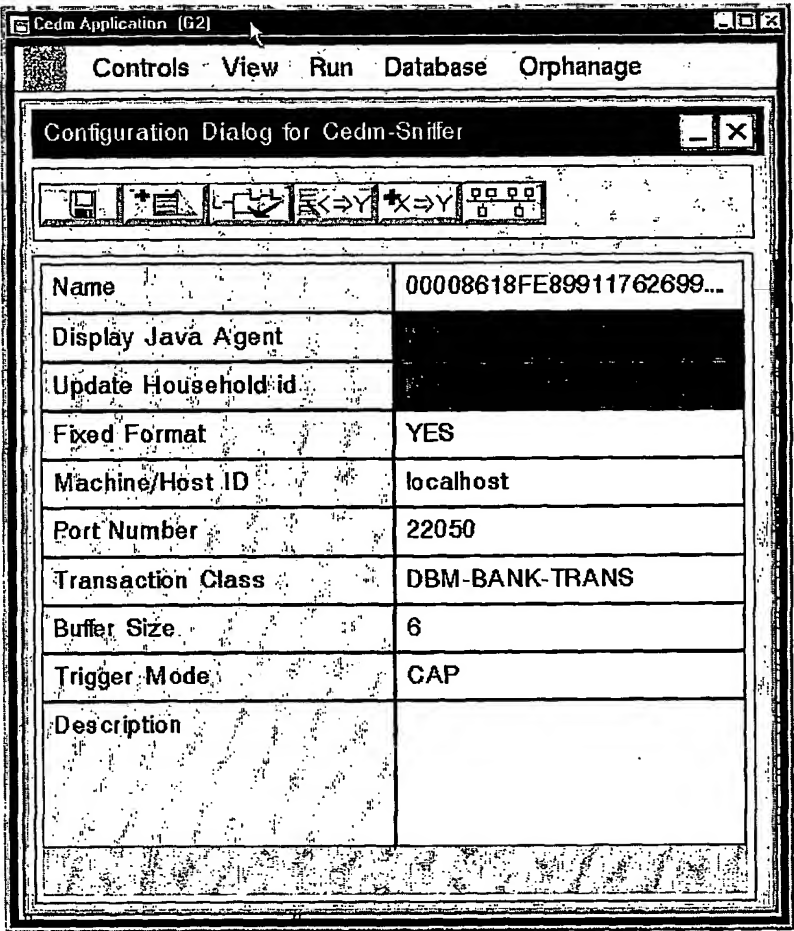 Cedm Application (G2)
Controls View Run Database Orphanage
Configuration Dialog for Cedm-Sniffer
X⇒Y X⇒Y
Name 00008618FE89911762699...
Display Java Agent
Update Household id
Fixed Format YES
Machine/Host ID localhost
Port Number 22050
Transaction Class DBM-BANK-TRANS
Buffer Size 6
Trigger Mode CAP
Description